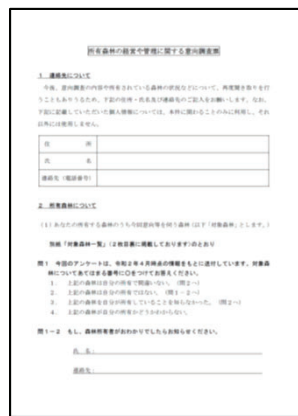 所有森林の経営や管理に関する意向調査票
1 連絡先について
今後、意向調査の内容や所有されている森林の状況などについて、再度聞き取りを行
うこともありうるため、下記の住所・氏名及び連絡先のご記入をお願いします。なお、
下記に記載していただいた個人情報については、本件に関わることのみに利用し、それ
以外には使用しません。
住 所
氏 名
連絡先（電話番号）
2 所有森林について
（１）あなたの所有する森林のうち今回意向等を伺う森林（以下「対象森林」とします。）
別紙「対象森林一覧」（２枚目裏に掲載しております）のとおり
問１ 今回のアンケートは、令和２年４月時点の情報をもとに送付しています。対象森
林についてあてはまる番号に○をつけてお答えください。
1. 上記の森林は自分の所有で間違いない。（問２へ）
2. 上記の森林は自分の所有ではない。（問１－２へ）
3. 上記の森林を自分が所有していることを知らなかった。（問２へ）
4. 上記の森林が自分の所有かどうかわからない。
問１－２ もし、森林所有者がおわかりでしたらお知らせください。
氏 名：
連絡先：